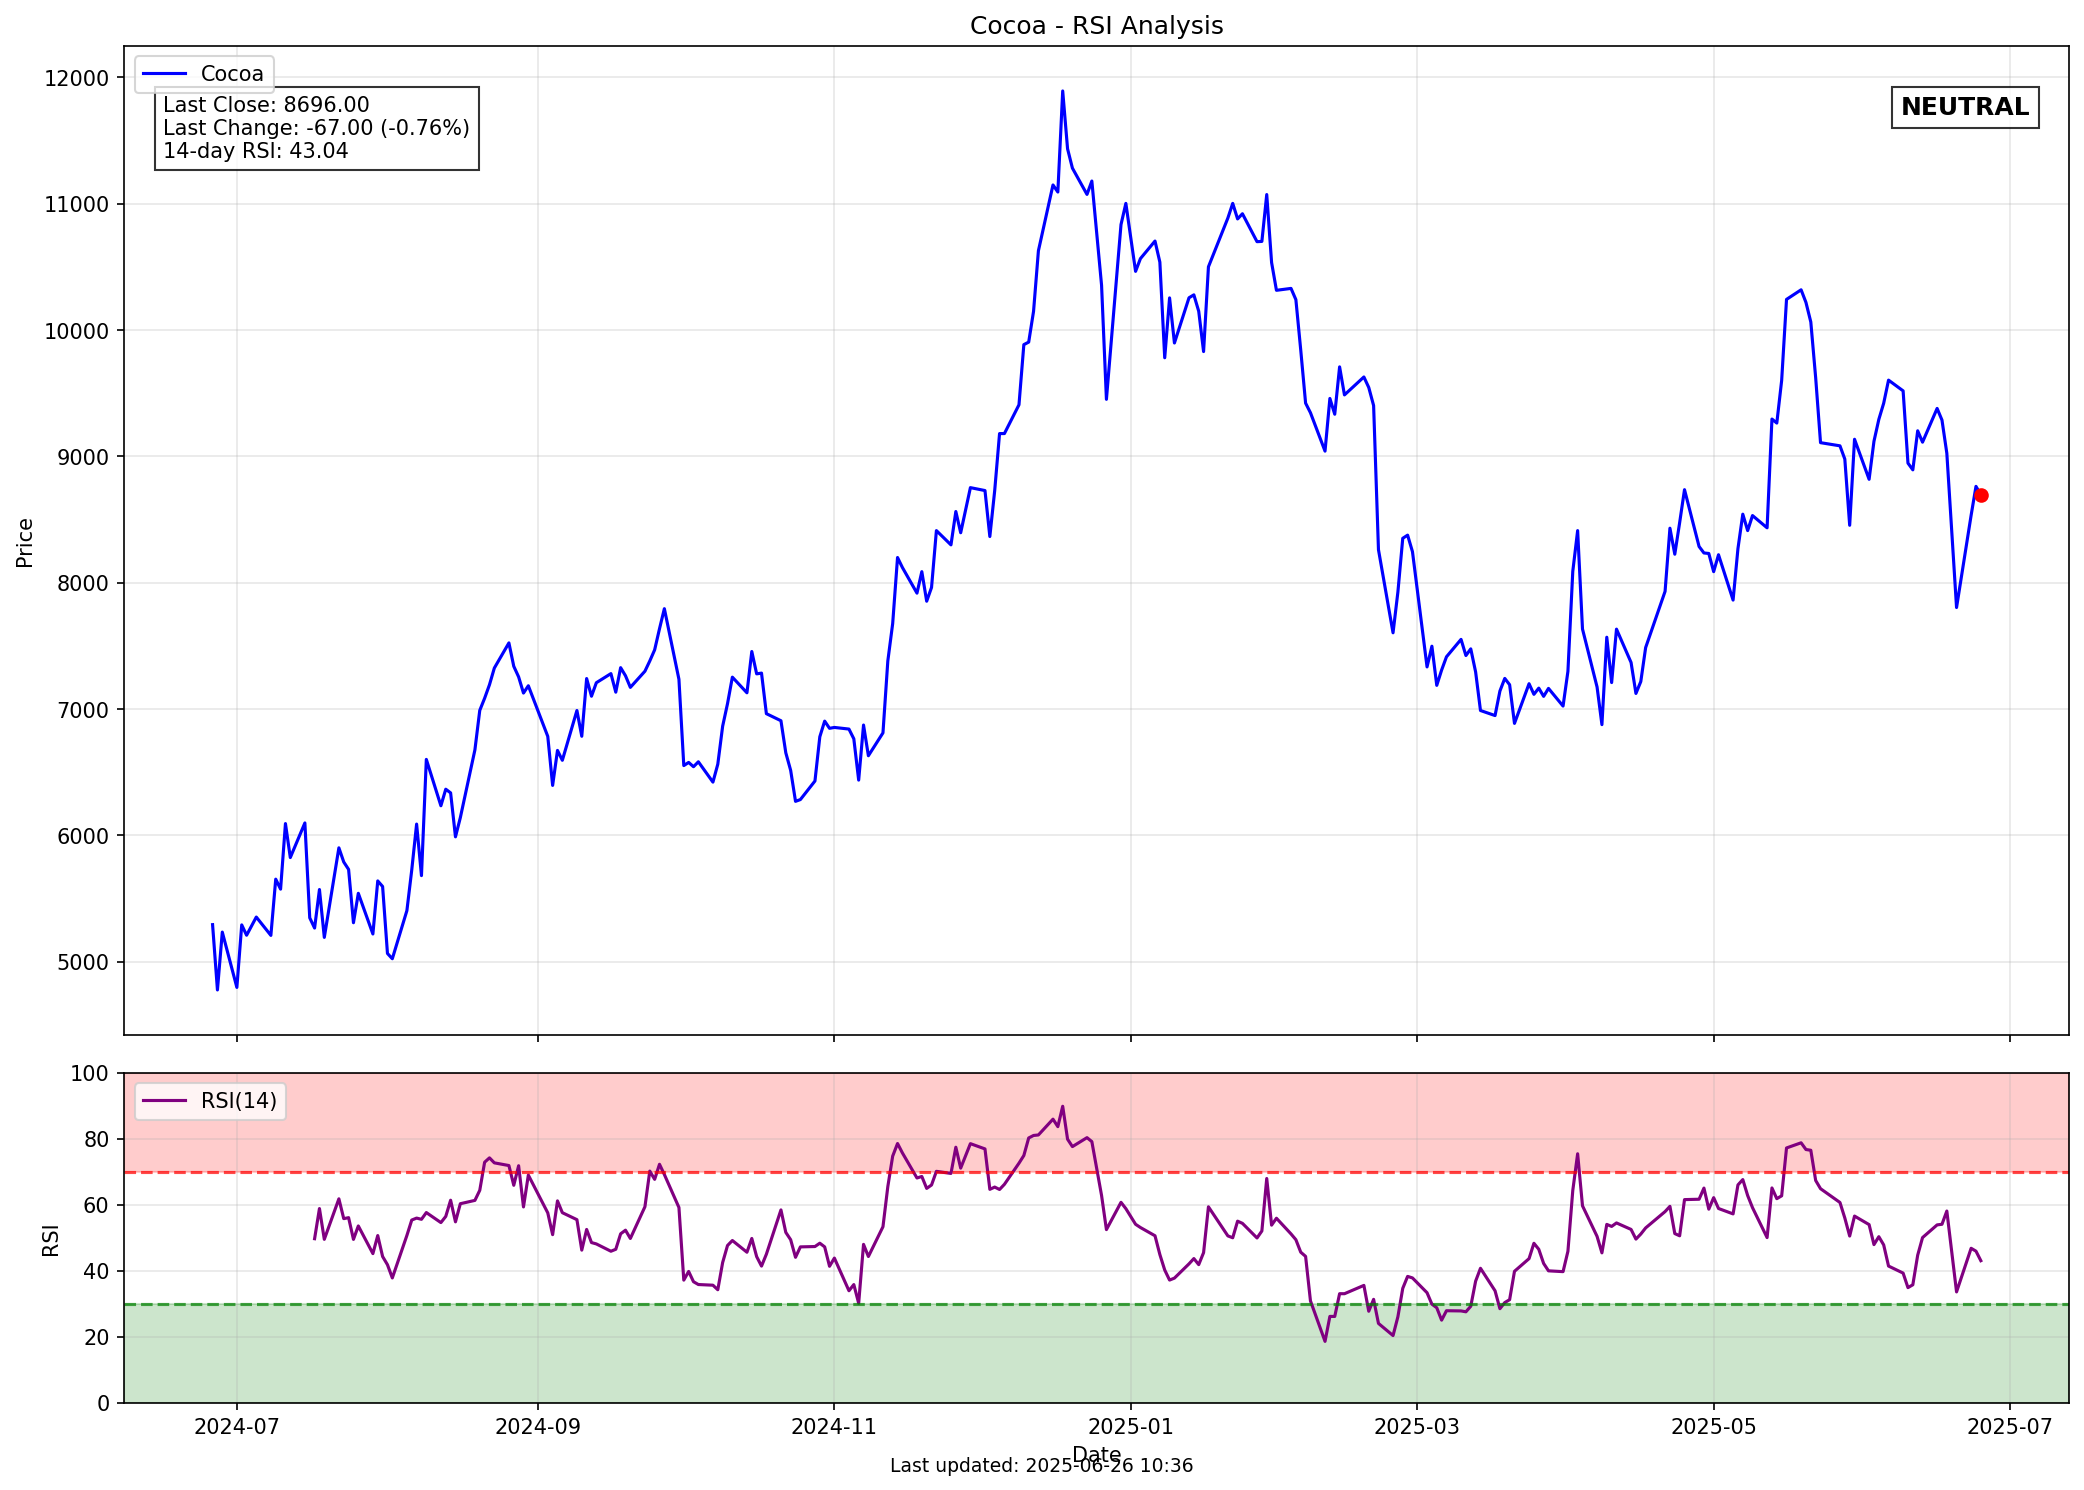 Cocoa - RSI Analysis
Cocoa
Last Close: 8696.00
Last Change: -67.00 (-0.76%)
14-day RSI: 43.04
NEUTRAL
12000
11000
10000
9000
8000
7000
6000
5000
Price
RSI(14)
100
80
60
40
20
0
RSI
2024-07
2024-09
2024-11
2025-01
2025-03
2025-05
2025-07
Date
Last updated: 2025-06-26 10:36